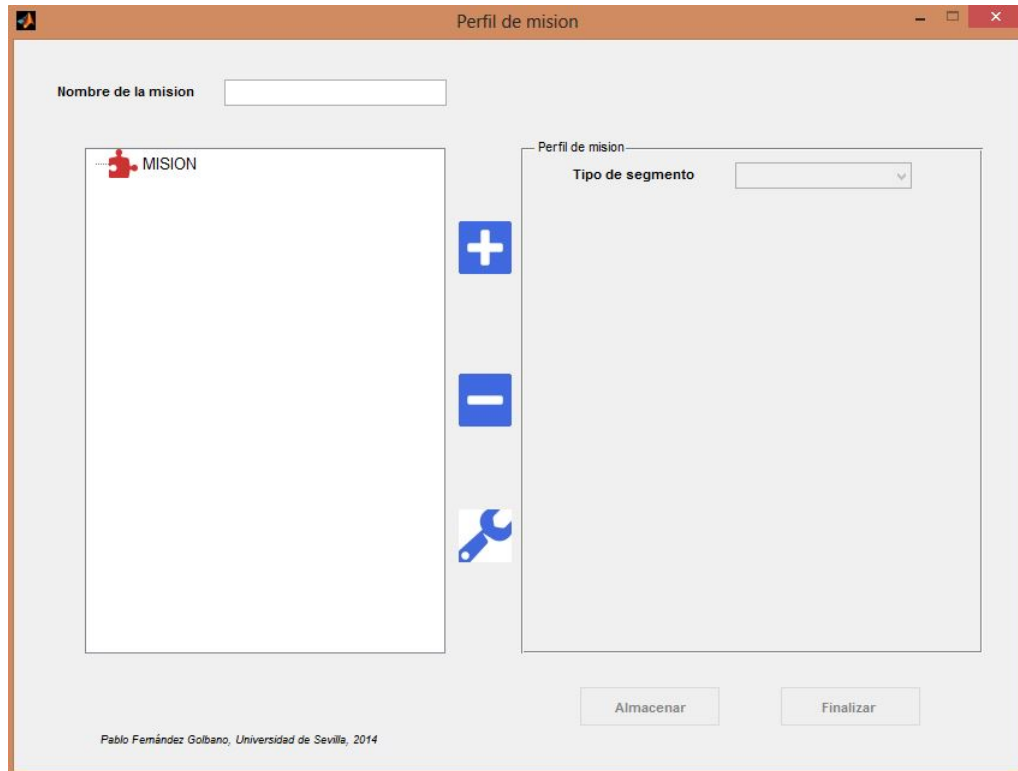 Perfil de mision
Nombre de la mision
MISION
Perfil de mision
Tipo de segmento
Almacenar
Finalizar
Pablo Fernández Golbano, Universidad de Sevilla, 2014